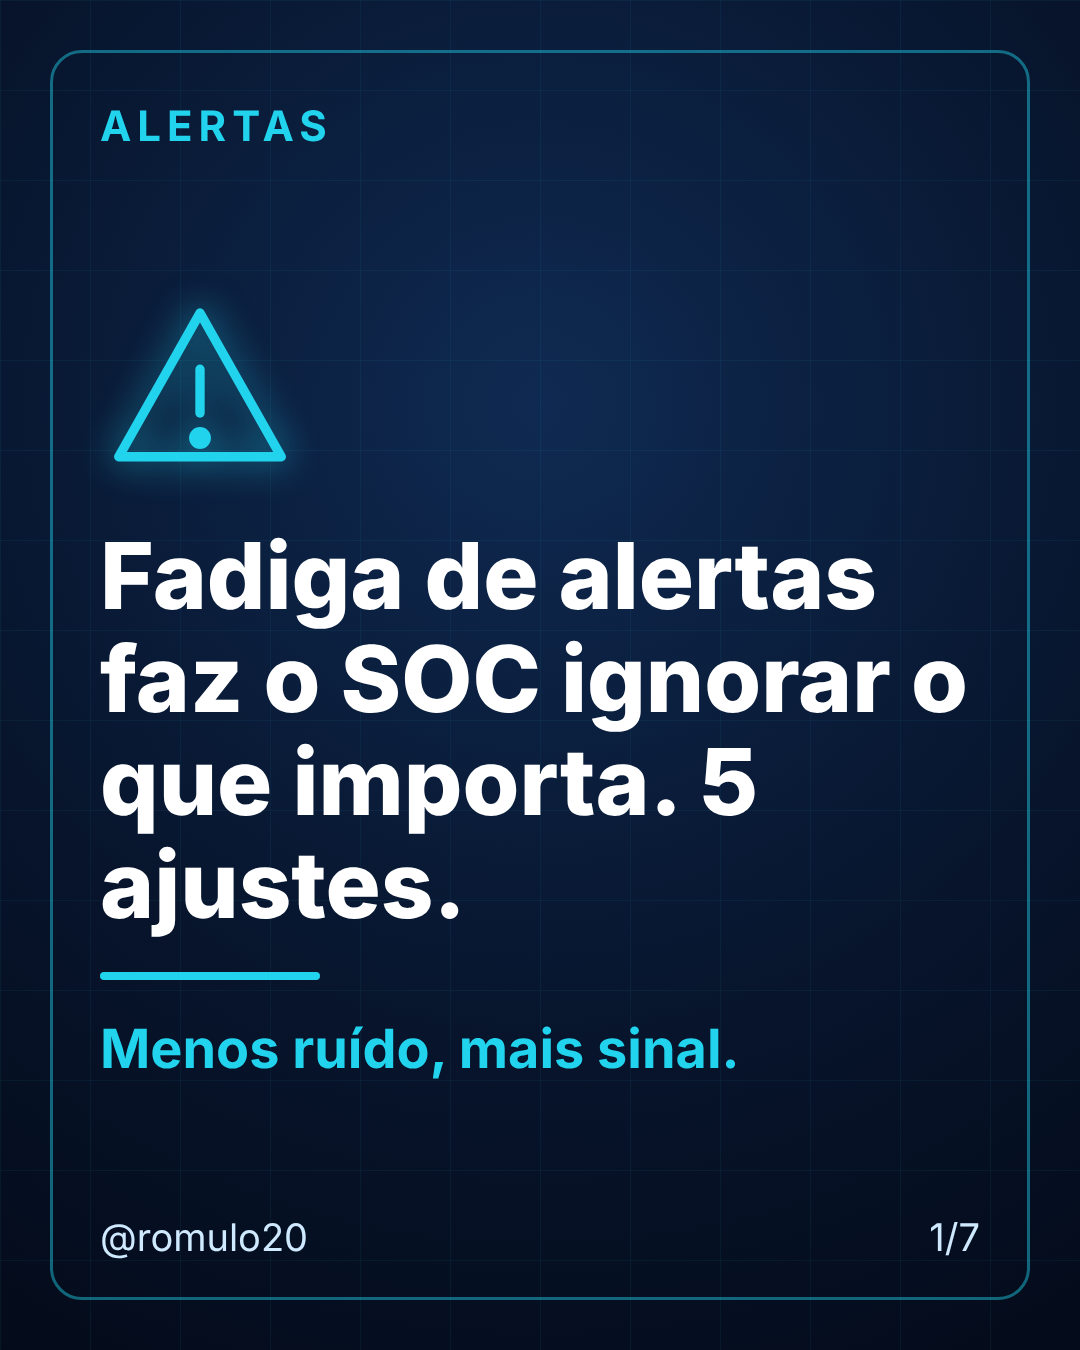 ALERTAS
Fadiga de alertas
faz o SOC ignorar o
que importa. 5
ajustes.
Menos ruído, mais sinal.
@romulo20
1/7